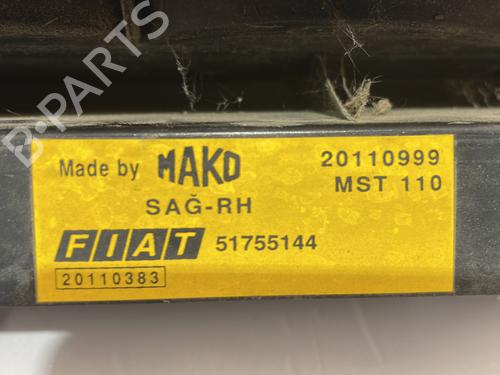 B-PARTS
Made by MAKO 20110999
MST 110
SAĞ-RH
FIAT 51755144
20110383